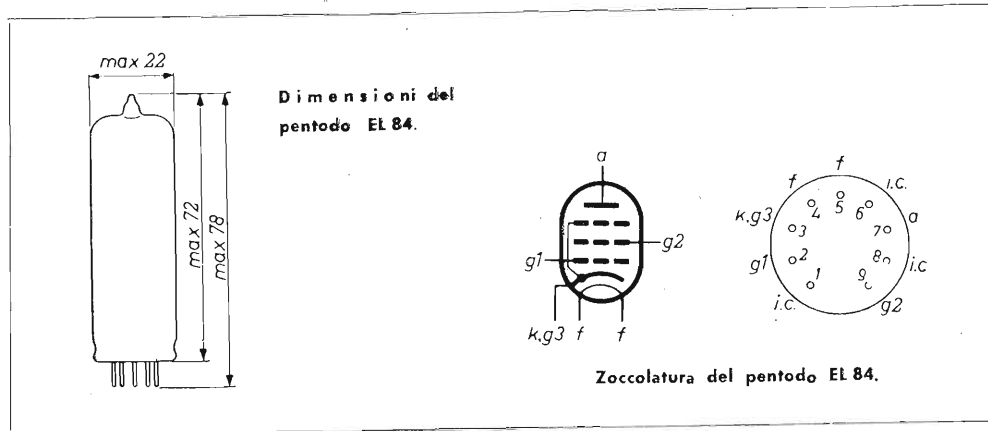 max 22
Dimensioni del
pentodo EL 84.
max 72
max 78
a
g1
g2
k,g3 f f
f
f
i.c.
k,g3
a
g1
i.c
i.c.
g2
1
2
3
4
5
6
7
8
9
Zoccolatura del pentodo EL 84.